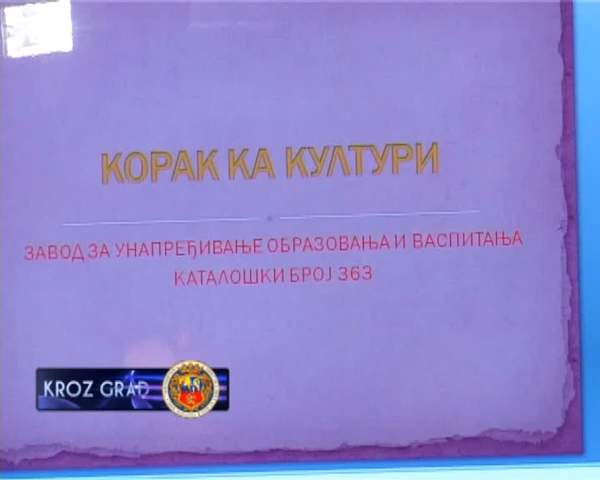 КОРАК КА КУЛТУРИ
ЗАВОД ЗА УНАПРЕЂИВАЊЕ ОБРАЗОВАЊА И ВАСПИТАЊА
КАТАЛОШКИ БРОЈ 363
KROZ GRAD